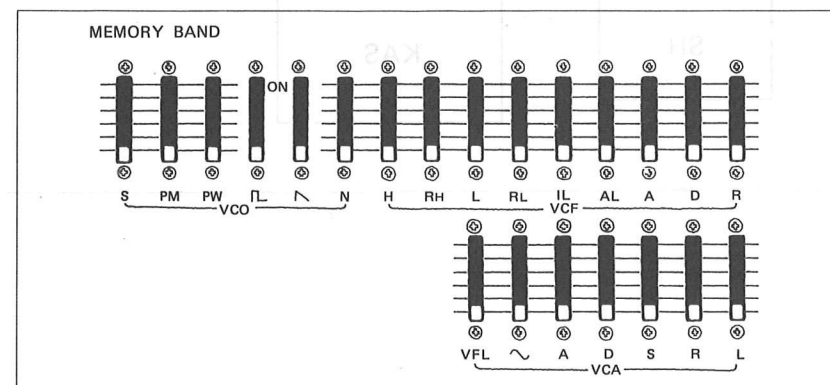 MEMORY BAND
ON
S PM PW N H RH L RL IL AL A D R
VCO VCF
VFL A D S R L
VCA